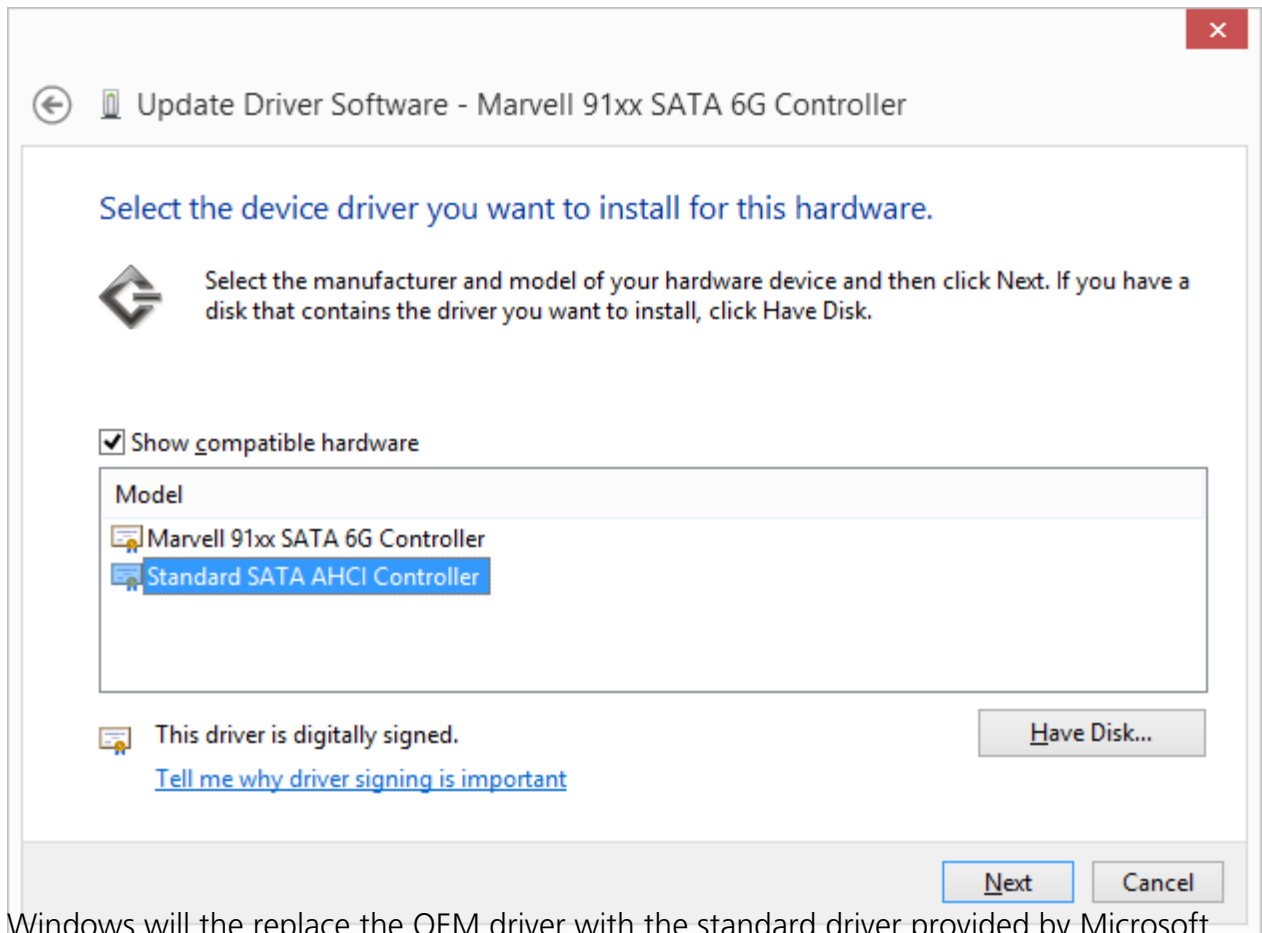 Update Driver Software - Marvell 91xx SATA 6G Controller
Select the device driver you want to install for this hardware.
Select the manufacturer and model of your hardware device and then click Next. If you have a
disk that contains the driver you want to install, click Have Disk.
Show compatible hardware
Model
Marvell 91xx SATA 6G Controller
Standard SATA AHCI Controller
This driver is digitally signed.
Have Disk...
Tell me why driver signing is important
Next
Cancel
Windows will the replace the OEM driver with the standard driver provided by Microsoft